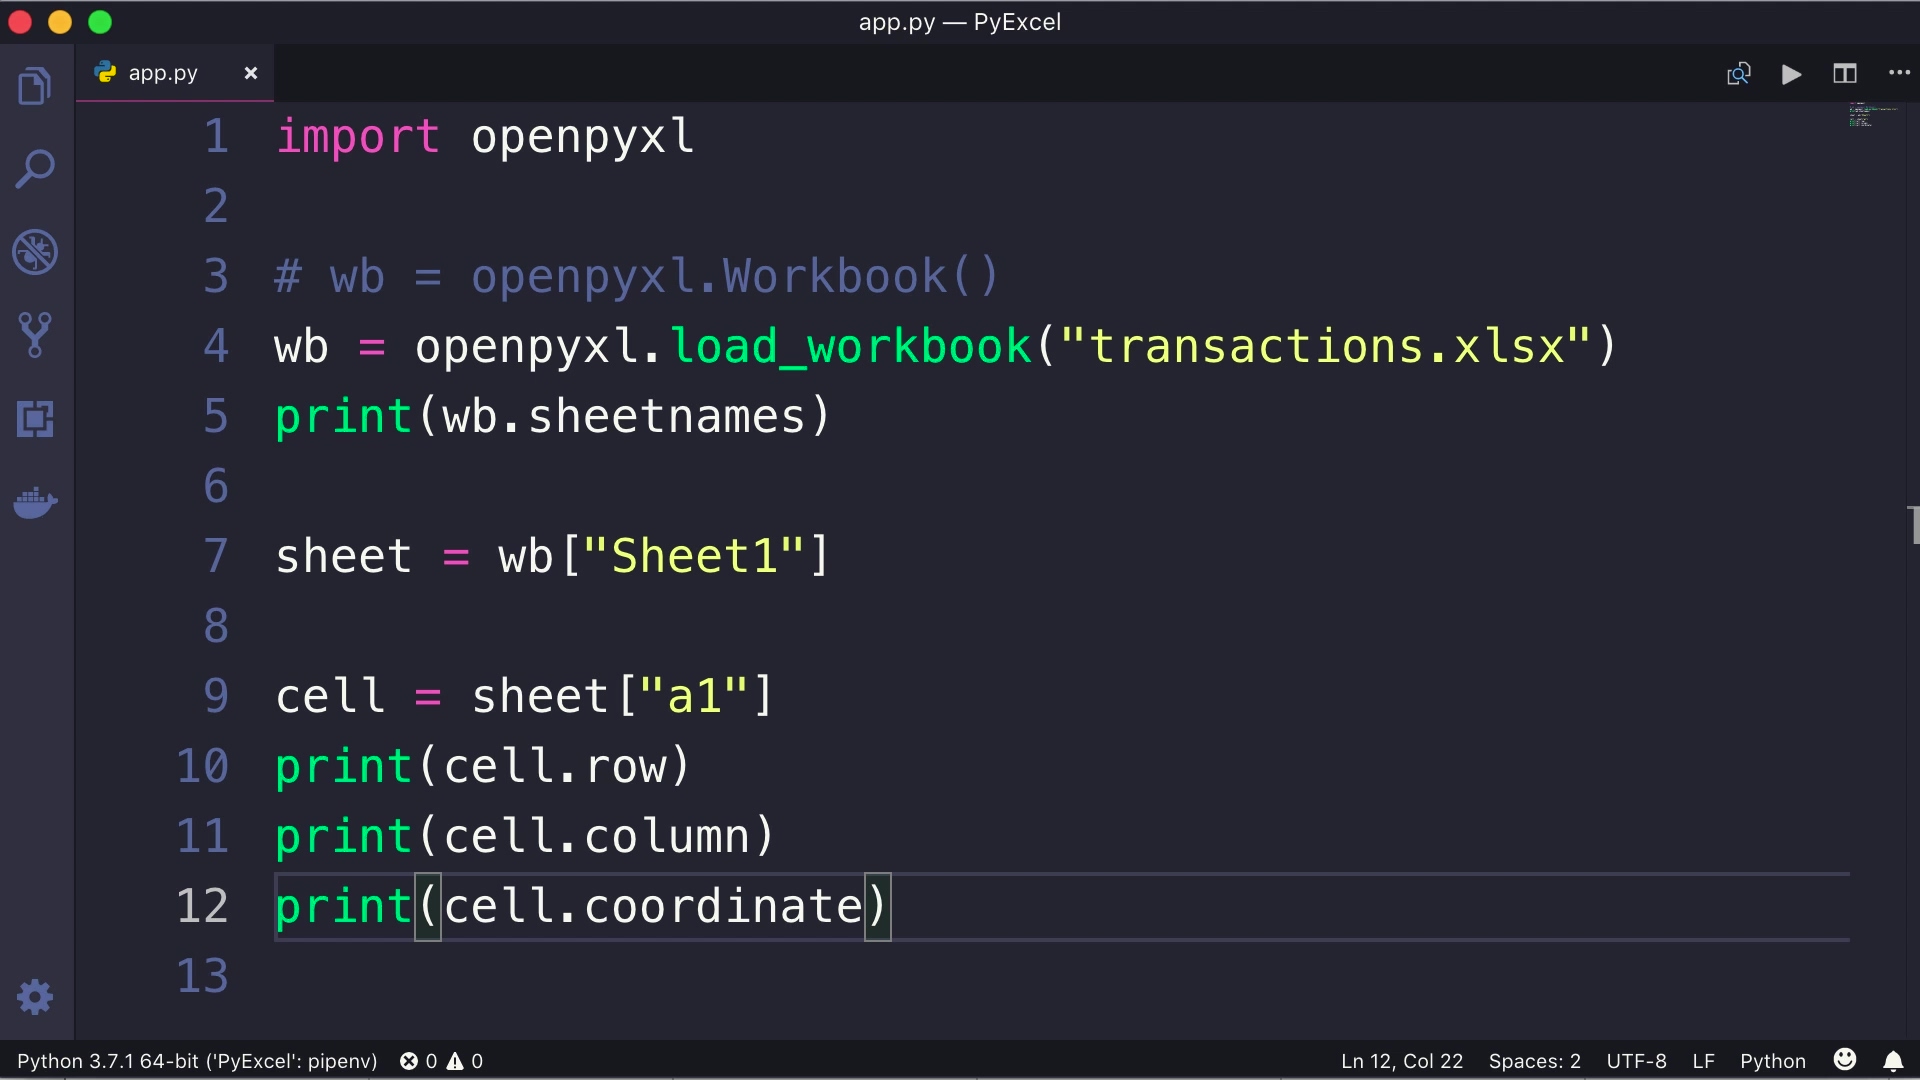 app.py — PyExcel
app.py
1 import openpyxl
2
3 # wb = openpyxl.Workbook()
4 wb = openpyxl.load_workbook("transactions.xlsx")
5 print(wb.sheetnames)
6
7 sheet = wb["Sheet1"]
8
9 cell = sheet["a1"]
10 print(cell.row)
11 print(cell.column)
12 print(cell.coordinate)
13
Python 3.7.1 64-bit ('PyExcel': pipenv) 0 0 Ln 12, Col 22 Spaces: 2 UTF-8 LF Python